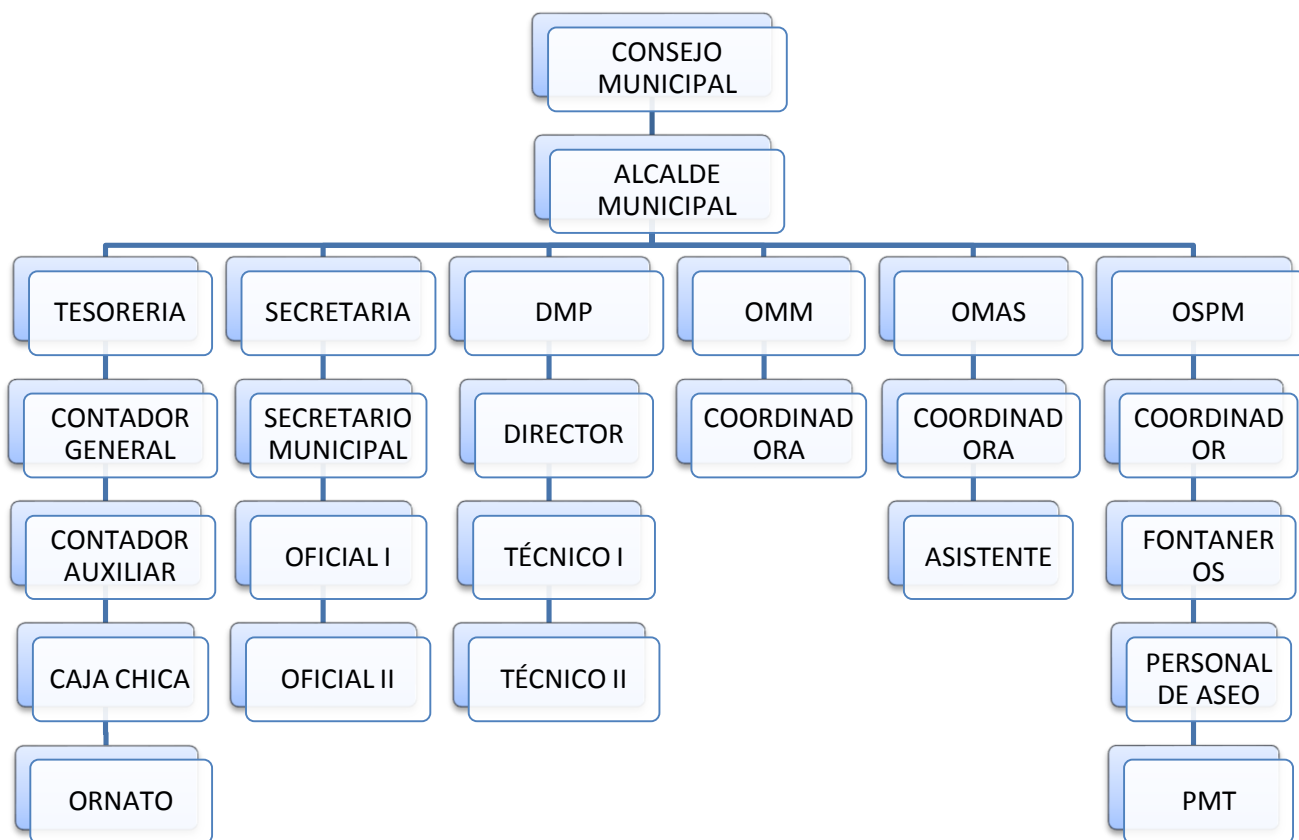 CONSEJO
MUNICIPAL
ALCALDE
MUNICIPAL
TESORERIA
SECRETARIA
DMP
OMM
OMAS
OSPM
CONTADOR
GENERAL
SECRETARIO
MUNICIPAL
DIRECTOR
COORDINAD
ORA
COORDINAD
ORA
COORDINAD
OR
CONTADOR
AUXILIAR
OFICIAL I
TÉCNICO I
ASISTENTE
FONTANER
OS
CAJA CHICA
OFICIAL II
TÉCNICO II
PERSONAL
DE ASEO
ORNATO
PMT